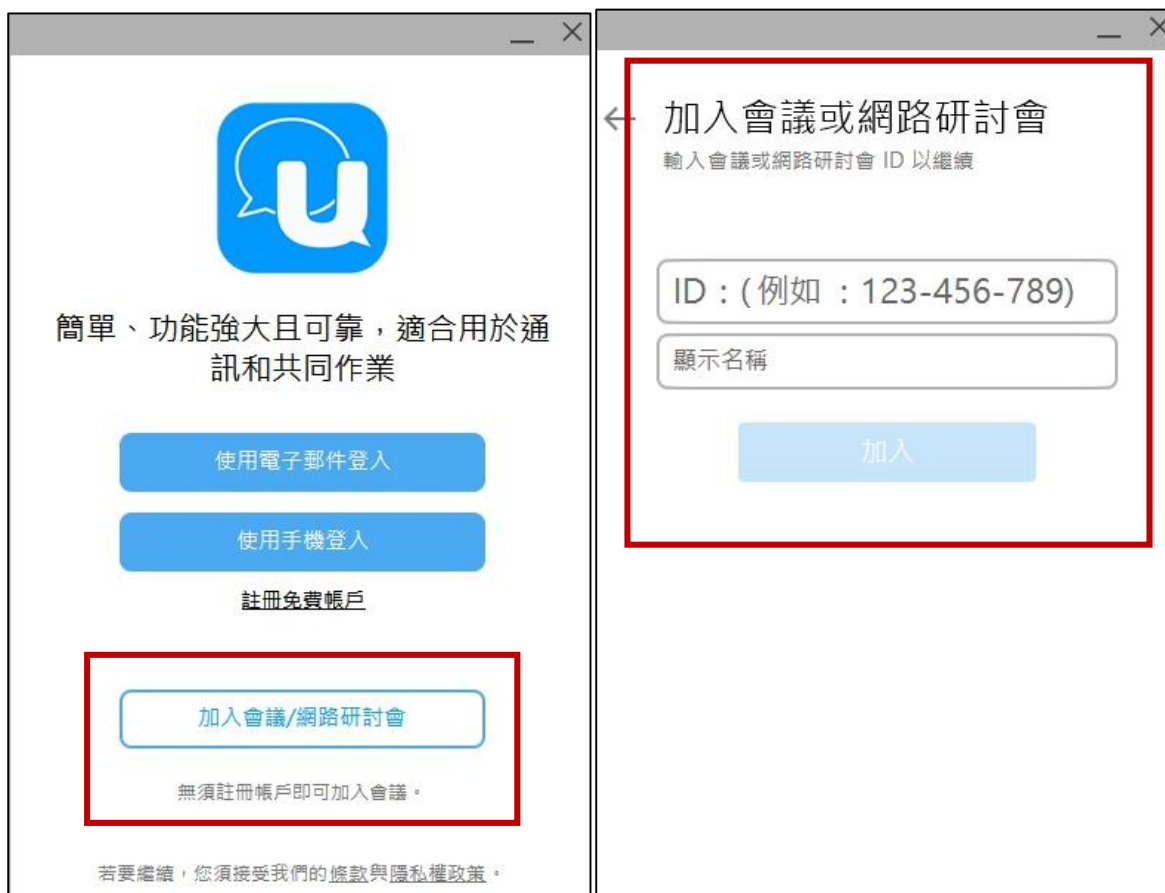 U
簡單、功能強大且可靠，適合用於通
訊和共同作業
使用電子郵件登入
使用手機登入
註冊免費帳戶
加入會議/網路研討會
無須註冊帳戶即可加入會議。
若要繼續，您須接受我們的條款與隱私權政策。
加入會議或網路研討會
輸入會議或網路研討會 ID 以繼續
ID：(例如 ：123-456-789)
顯示名稱
加入